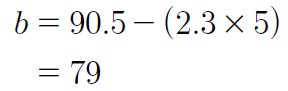 b = 90.5 − (2.3 × 5)
= 79